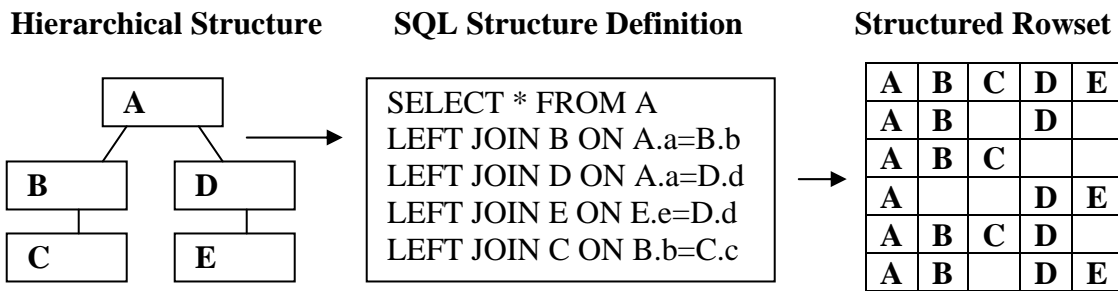 Hierarchical Structure SQL Structure Definition Structured Rowset
A
B D
C E
SELECT * FROM A
LEFT JOIN B ON A.a=B.b
LEFT JOIN D ON A.a=D.d
LEFT JOIN E ON E.e=D.d
LEFT JOIN C ON B.b=C.c
A B C D E
A B D
A B C
A D E
A B C D
A B D E